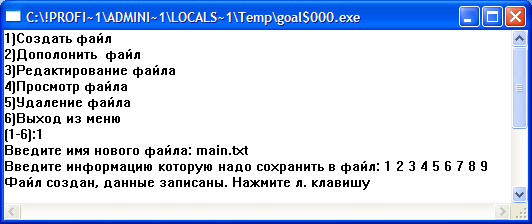 C:\!PROFI~1\ADMINI~1\LOCALS~1\Temp\goal$000.exe
1)Создать файл
2)Дополонить  файл
3)Редактирование файла
4)Просмотр файла
5)Удаление файла
6)Выход из меню
(1-6):1
Введите имя нового файла: main.txt
Введите информацию которую надо сохранить в файл: 1 2 3 4 5 6 7 8 9
Файл создан, данные записаны. Нажмите л. клавишу